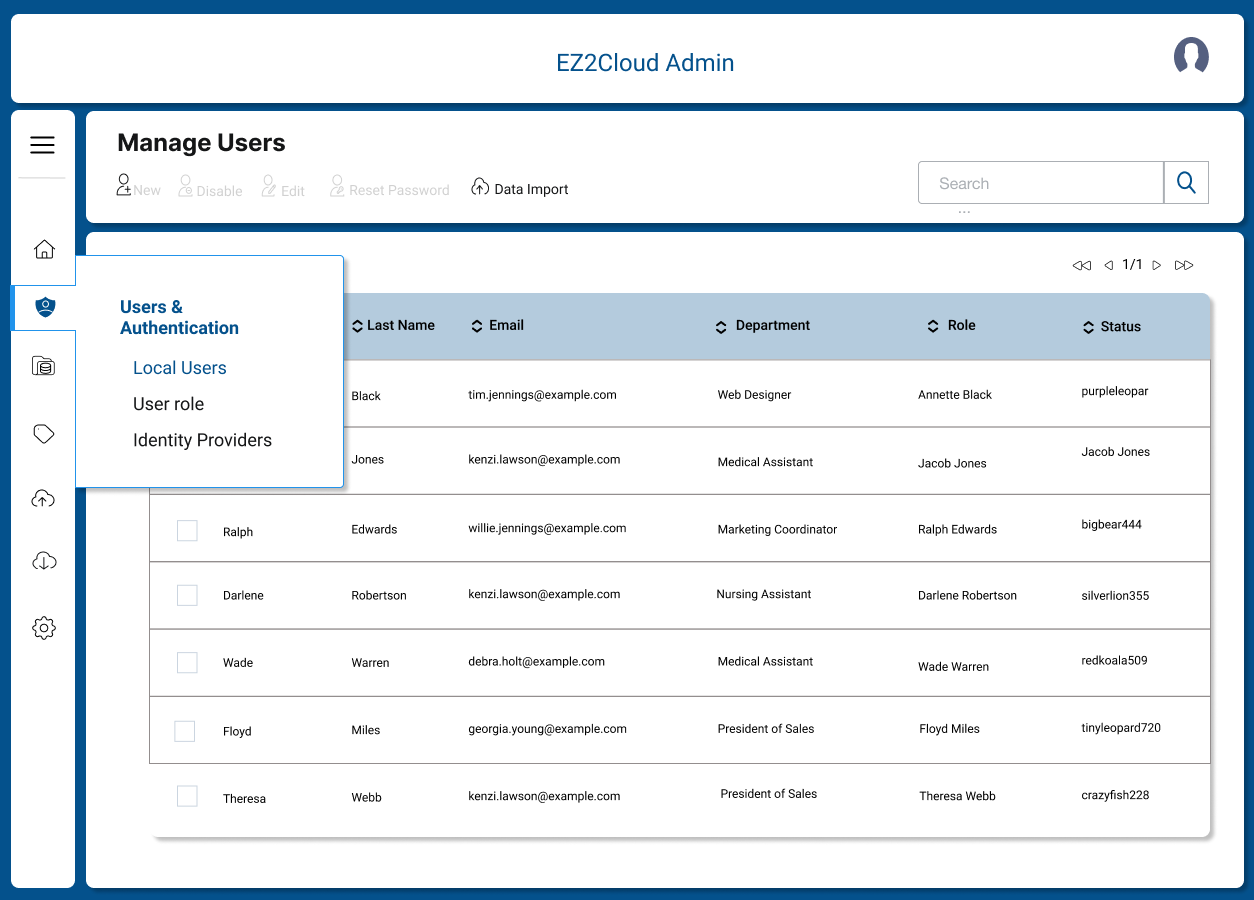 EZ2Cloud Admin
Manage Users
New Disable Edit Reset Password Data Import
Search
...
1/1
Users &
Authentication
Local Users
User role
Identity Providers
Last Name Email Department Role Status
Black tim.jennings@example.com Web Designer Annette Black purpleleopar
Jones kenzi.lawson@example.com Medical Assistant Jacob Jones Jacob Jones
Ralph Edwards willie.jennings@example.com Marketing Coordinator Ralph Edwards bigbear444
Darlene Robertson kenzi.lawson@example.com Nursing Assistant Darlene Robertson silverlion355
Wade Warren debra.holt@example.com Medical Assistant Wade Warren redkoala509
Floyd Miles georgia.young@example.com President of Sales Floyd Miles tinyleopard720
Theresa Webb kenzi.lawson@example.com President of Sales Theresa Webb crazyfish228